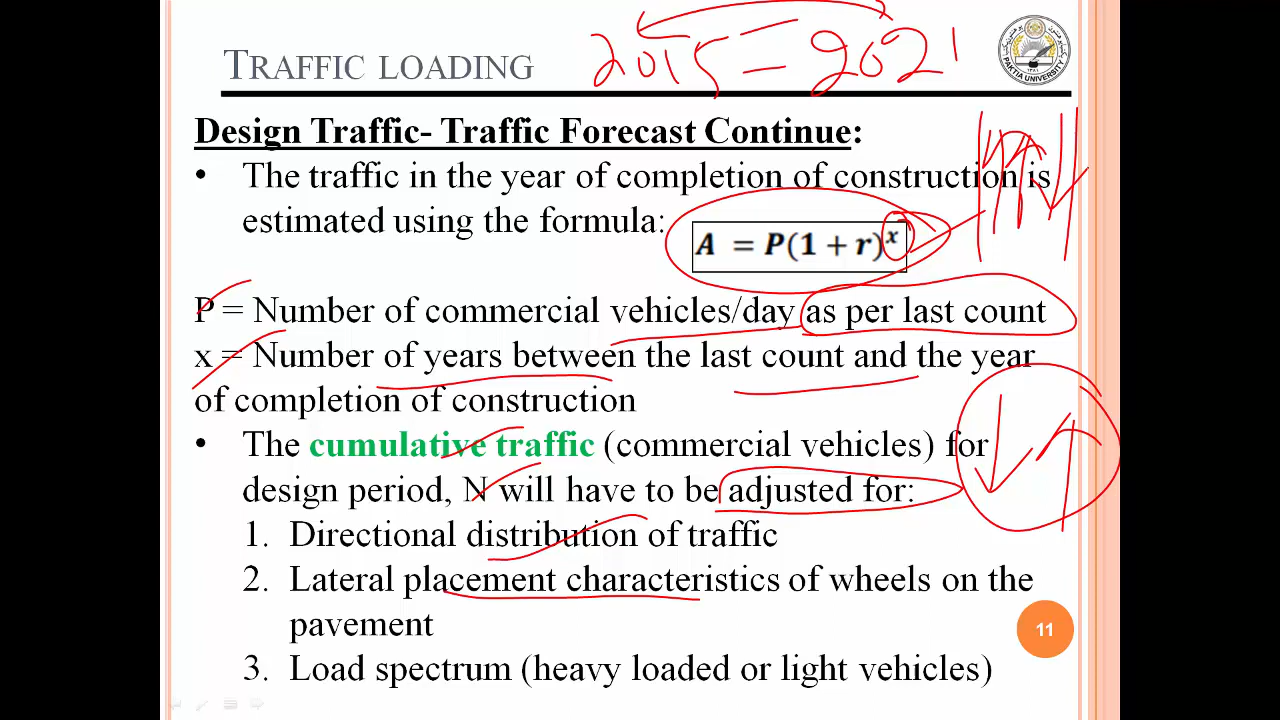 2015 – 2021
TRAFFIC LOADING
PAKTIA UNIVERSITY
Design Traffic- Traffic Forecast Continue:
• The traffic in the year of completion of construction is
estimated using the formula:
A = P(1 + r)^x
P = Number of commercial vehicles/day as per last count
x = Number of years between the last count and the year
of completion of construction
• The cumulative traffic (commercial vehicles) for
design period, N will have to be adjusted for:
1. Directional distribution of traffic
2. Lateral placement characteristics of wheels on the
pavement
3. Load spectrum (heavy loaded or light vehicles)
11